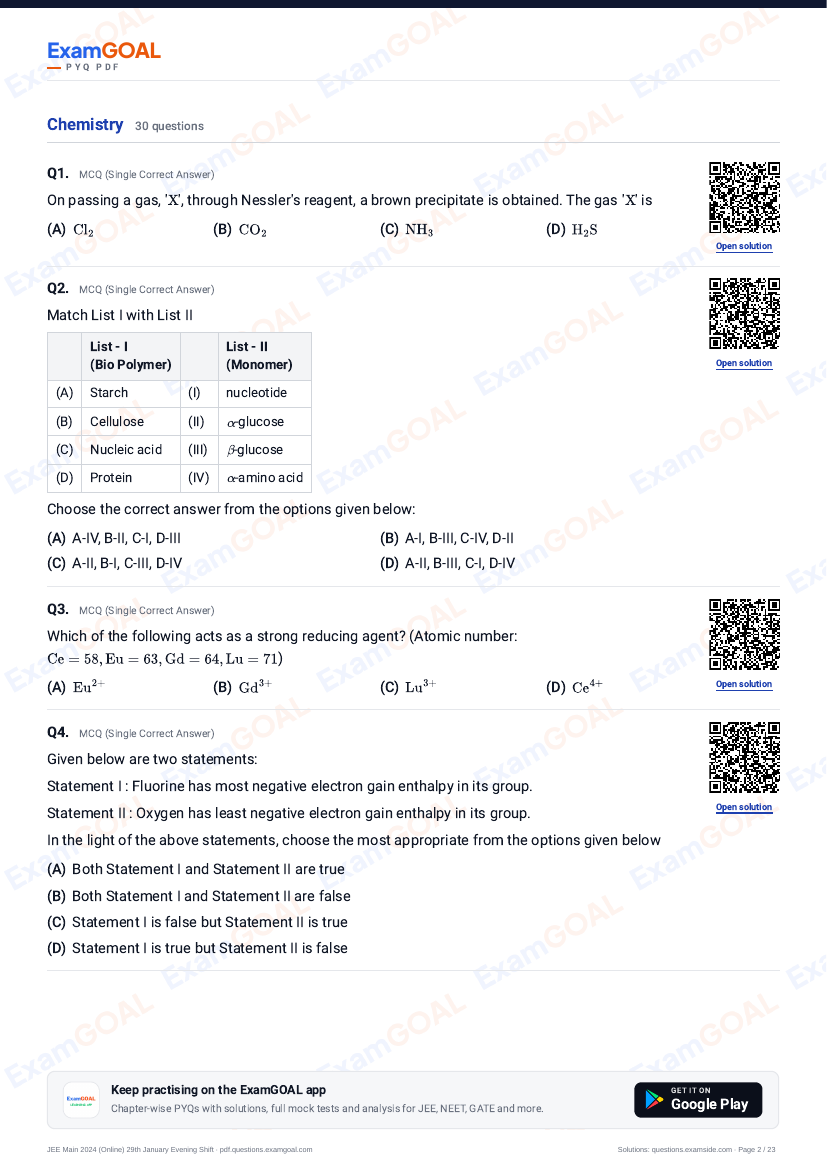 ExamGOAL
PYQ PDF
Chemistry 30 questions
Q1. MCQ (Single Correct Answer)
On passing a gas, 'X', through Nessler's reagent, a brown precipitate is obtained. The gas 'X' is
(A) Cl₂ (B) CO₂ (C) NH₃ (D) H₂S
Open solution
Q2. MCQ (Single Correct Answer)
Match List I with List II
List - I (Bio Polymer) List - II (Monomer)
(A) Starch (I) nucleotide
(B) Cellulose (II) α-glucose
(C) Nucleic acid (III) β-glucose
(D) Protein (IV) α-amino acid
Open solution
Choose the correct answer from the options given below:
(A) A-IV, B-II, C-I, D-III (B) A-I, B-III, C-IV, D-II
(C) A-II, B-I, C-III, D-IV (D) A-II, B-III, C-I, D-IV
Q3. MCQ (Single Correct Answer)
Which of the following acts as a strong reducing agent? (Atomic number:
Ce = 58, Eu = 63, Gd = 64, Lu = 71)
(A) Eu²⁺ (B) Gd³⁺ (C) Lu³⁺ (D) Ce⁴⁺
Open solution
Q4. MCQ (Single Correct Answer)
Given below are two statements:
Statement I : Fluorine has most negative electron gain enthalpy in its group.
Statement II : Oxygen has least negative electron gain enthalpy in its group.
Open solution
In the light of the above statements, choose the most appropriate from the options given below
(A) Both Statement I and Statement II are true
(B) Both Statement I and Statement II are false
(C) Statement I is false but Statement II is true
(D) Statement I is true but Statement II is false
Keep practising on the ExamGOAL app
Chapter-wise PYQs with solutions, full mock tests and analysis for JEE, NEET, GATE and more.
GET IT ON
Google Play
JEE Main 2024 (Online) 29th January Evening Shift · pdf.questions.examgoal.com
Solutions: questions.examside.com · Page 2 / 23